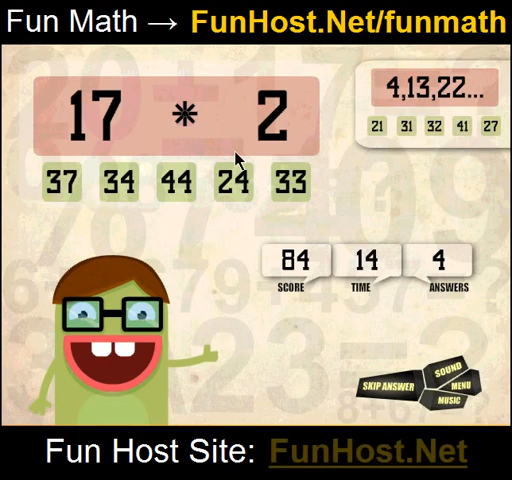 Fun Math → FunHost.Net/funmath
17 * 2
37 34 44 24 33
4,13,22...
21 31 32 41 27
84 14 4
SCORE TIME ANSWERS
SKIP ANSWER
SOUND
MENU
MUSIC
Fun Host Site: FunHost.Net